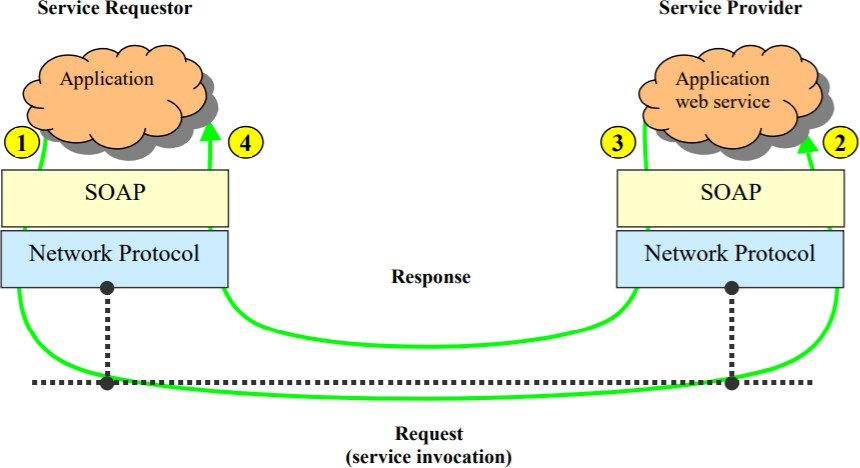 Service Requestor
Service Provider
Application
Application
web service
1
4
3
2
SOAP
SOAP
Network Protocol
Network Protocol
Response
Request
(service invocation)